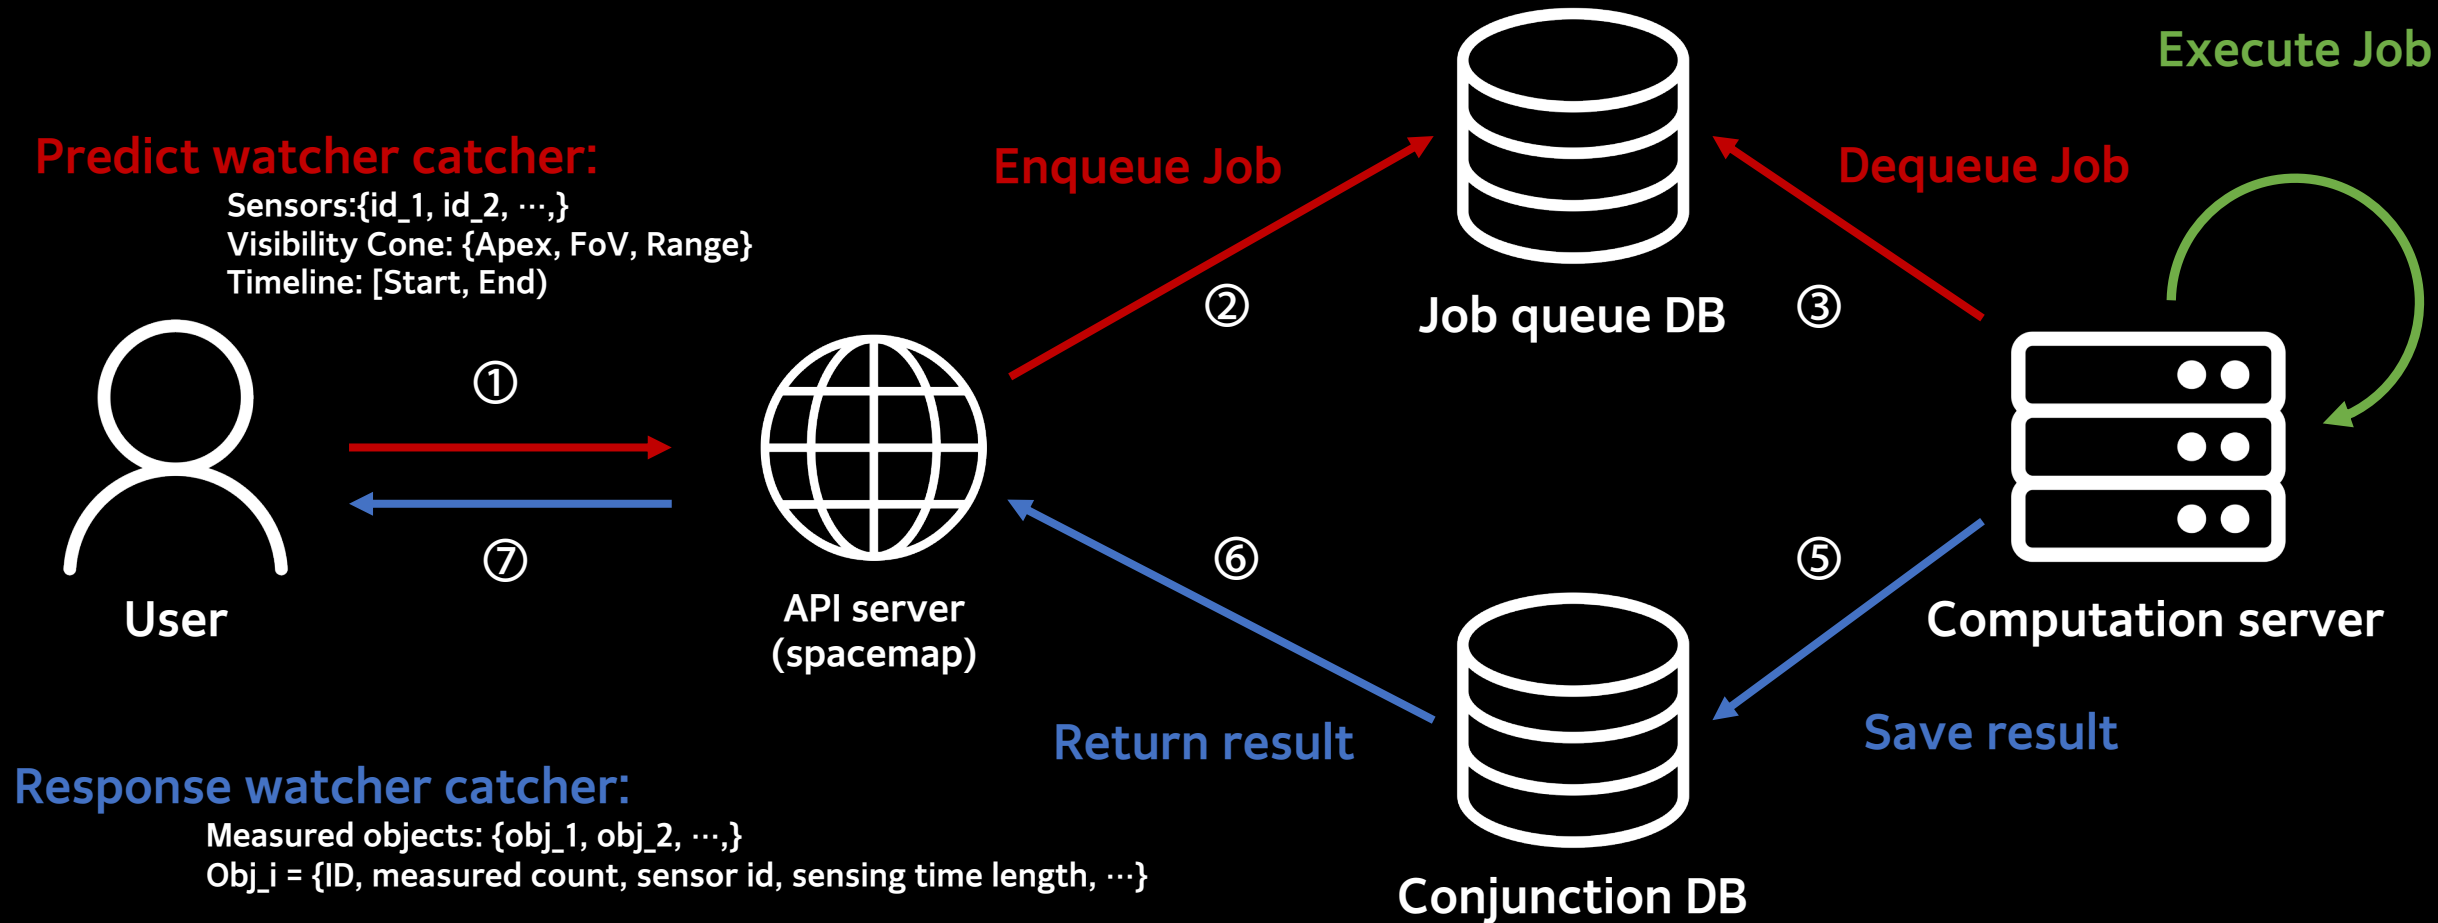 Execute Job
Predict watcher catcher:
Sensors:{id_1, id_2, ⋯,}
Visibility Cone: {Apex, FoV, Range}
Timeline: [Start, End)
Enqueue Job
Dequeue Job
②
Job queue DB
③
①
⑦
User
API server
(spacemap)
⑥
⑤
Computation server
Return result
Save result
Response watcher catcher:
Measured objects: {obj_1, obj_2, ⋯,}
Obj_i = {ID, measured count, sensor id, sensing time length, ⋯}
Conjunction DB